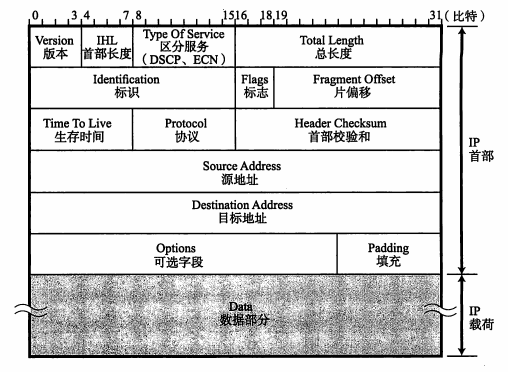 0 3 4 7 8 15 16 18 19 31 (比特)
Version
版本
IHL
首部长度
Type Of Service
区分服务
(DSCP、ECN)
Total Length
总长度
Identification
标识
Flags
标志
Fragment Offset
片偏移
Time To Live
生存时间
Protocol
协议
Header Checksum
首部校验和
Source Address
源地址
Destination Address
目标地址
Options
可选字段
Padding
填充
IP
首部
Data
数据部分
IP
载荷